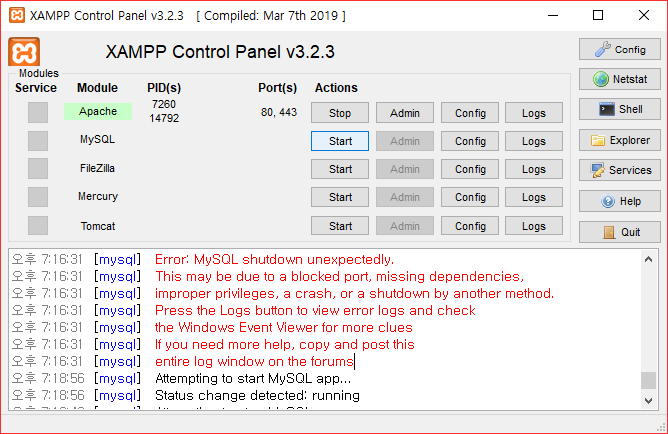 XAMPP Control Panel v3.2.3 [ Compiled: Mar 7th 2019 ]
XAMPP Control Panel v3.2.3
Config
Modules
Service Module PID(s) Port(s) Actions
Netstat
Apache 7260 14792 80, 443 Stop Admin Config Logs
Shell
MySQL Start Admin Config Logs
Explorer
FileZilla Start Admin Config Logs
Services
Mercury Start Admin Config Logs
Help
Tomcat Start Admin Config Logs
Quit
오후 7:16:31 [mysql] Error: MySQL shutdown unexpectedly.
오후 7:16:31 [mysql] This may be due to a blocked port, missing dependencies,
오후 7:16:31 [mysql] improper privileges, a crash, or a shutdown by another method.
오후 7:16:31 [mysql] Press the Logs button to view error logs and check
오후 7:16:31 [mysql] the Windows Event Viewer for more clues
오후 7:16:31 [mysql] If you need more help, copy and post this
오후 7:16:31 [mysql] entire log window on the forums
오후 7:18:56 [mysql] Attempting to start MySQL app...
오후 7:18:56 [mysql] Status change detected: running